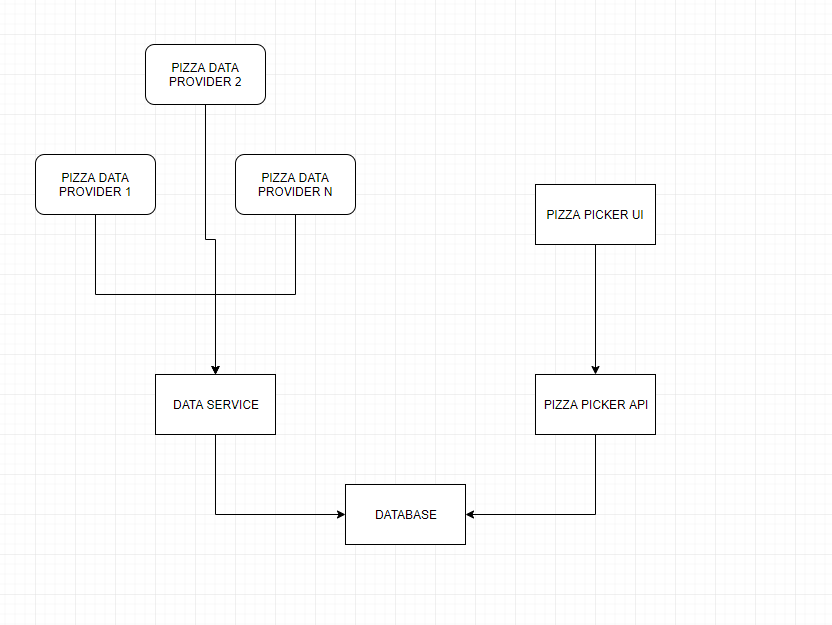 PIZZA DATA
PROVIDER 2
PIZZA DATA
PROVIDER 1
PIZZA DATA
PROVIDER N
PIZZA PICKER UI
DATA SERVICE
PIZZA PICKER API
DATABASE